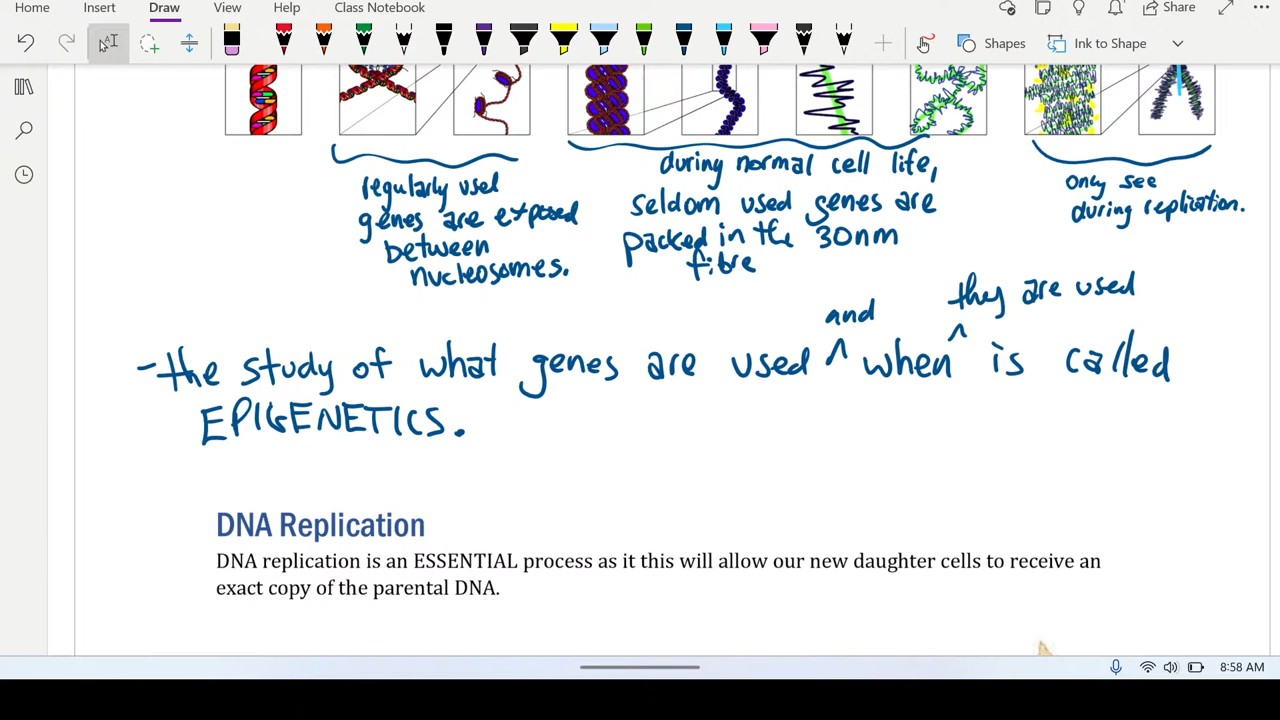 Home Insert Draw View Help Class Notebook Share
Shapes Ink to Shape
regularly used
genes are exposed
between
nucleosomes.
during normal cell life,
seldom used genes are
packed in the 30nm
fibre
only see
during replication.
and they are used
-the study of what genes are used ^ when ^ is called
EPIGENETICS.
DNA Replication
DNA replication is an ESSENTIAL process as it this will allow our new daughter cells to receive an
exact copy of the parental DNA.
8:58 AM